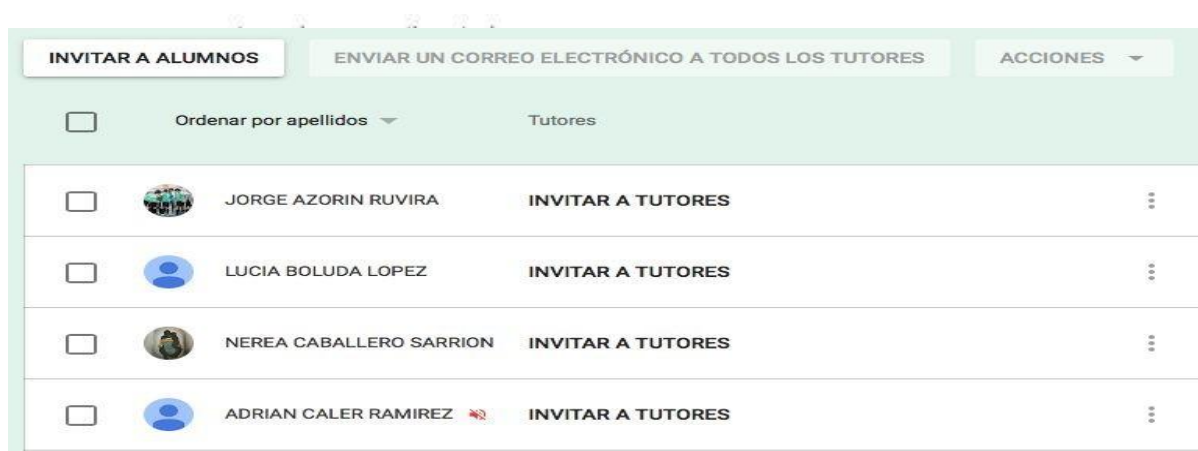 INVITAR A ALUMNOS ENVIAR UN CORREO ELECTRÓNICO A TODOS LOS TUTORES ACCIONES
Ordenar por apellidos Tutores
JORGE AZORIN RUVIRA INVITAR A TUTORES
LUCIA BOLUDA LOPEZ INVITAR A TUTORES
NEREA CABALLERO SARRION INVITAR A TUTORES
ADRIAN CALER RAMIREZ INVITAR A TUTORES